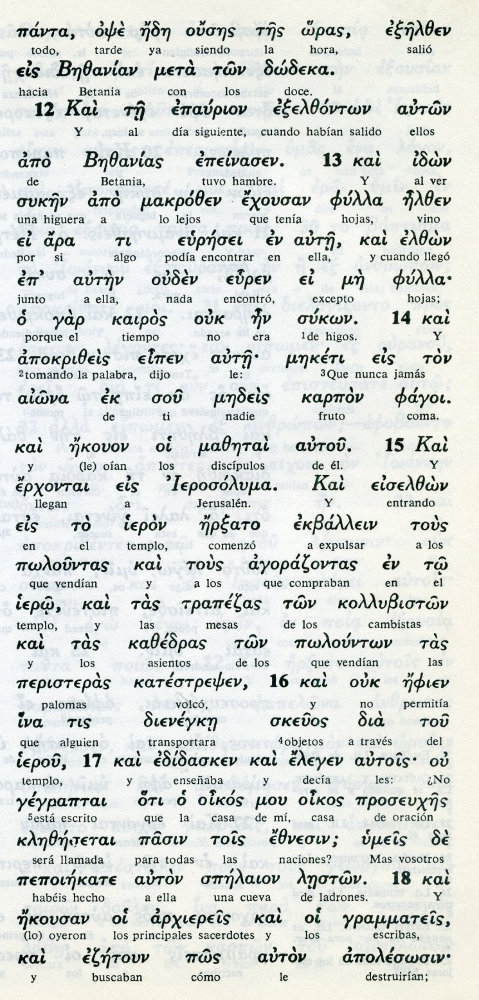 πάντα, ὀψὲ ἤδη οὔσης τῆς ὥρας, ἐξῆλθεν
todo, tarde ya siendo la hora, salió
εἰς Βηθανίαν μετὰ τῶν δώδεκα.
hacia Betania con los doce.
12 Καὶ τῇ ἐπαύριον ἐξελθόντων αὐτῶν
Y al día siguiente, cuando habían salido ellos
ἀπὸ Βηθανίας ἐπείνασεν. 13 καὶ ἰδὼν
de Betania, tuvo hambre. Y al ver
συκῆν ἀπὸ μακρόθεν ἔχουσαν φύλλα ἦλθεν
una higuera a lo lejos que tenía hojas, vino
εἰ ἄρα τι εὑρήσει ἐν αὐτῇ, καὶ ἐλθὼν
por si algo podía encontrar en ella, y cuando llegó
ἐπ' αὐτὴν οὐδὲν εὗρεν εἰ μὴ φύλλα·
junto a ella, nada encontró, excepto hojas;
ὁ γὰρ καιρὸς οὐκ ἦν σύκων. 14 καὶ
porque el tiempo no era 1de higos. Y
ἀποκριθεὶς εἶπεν αὐτῇ· μηκέτι εἰς τὸν
2tomando la palabra, dijo le: 3Que nunca jamás
αἰῶνα ἐκ σοῦ μηδεὶς καρπὸν φάγοι.
de ti nadie fruto coma.
καὶ ἤκουον οἱ μαθηταὶ αὐτοῦ. 15 Καὶ
y (le) oían los discípulos de él. Y
ἔρχονται εἰς Ἱεροσόλυμα. Καὶ εἰσελθὼν
llegan a Jerusalén. Y entrando
εἰς τὸ ἱερὸν ἤρξατο ἐκβάλλειν τοὺς
en el templo, comenzó a expulsar a los
πωλοῦντας καὶ τοὺς ἀγοράζοντας ἐν τῷ
que vendían y a los que compraban en el
ἱερῷ, καὶ τὰς τραπέζας τῶν κολλυβιστῶν
templo, y las mesas de los cambistas
καὶ τὰς καθέδρας τῶν πωλούντων τὰς
y los asientos de los que vendían las
περιστερὰς κατέστρεψεν, 16 καὶ οὐκ ἤφιεν
palomas volcó, y no permitía
ἵνα τις διενέγκῃ σκεῦος διὰ τοῦ
que alguien transportara 4objetos a través del
ἱεροῦ, 17 καὶ ἐδίδασκεν καὶ ἔλεγεν αὐτοῖς οὐ
templo, y enseñaba y decía les: ¿No
γέγραπται ὅτι ὁ οἶκός μου οἶκος προσευχῆς
5está escrito que la casa de mí, casa de oración
κληθήσεται πᾶσιν τοῖς ἔθνεσιν; ὑμεῖς δὲ
será llamada para todas las naciones? Mas vosotros
πεποιήκατε αὐτὸν σπήλαιον λῃστῶν. 18 καὶ
habéis hecho a ella una cueva de ladrones. Y
ἤκουσαν οἱ ἀρχιερεῖς καὶ οἱ γραμματεῖς,
(lo) oyeron los principales sacerdotes y los escribas,
καὶ ἐζήτουν πῶς αὐτὸν ἀπολέσωσιν·
y buscaban cómo le destruirían;